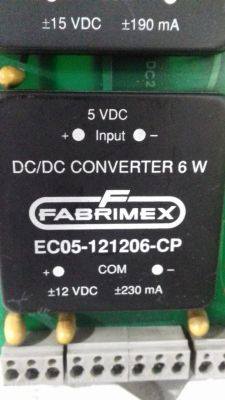 ±15 VDC ±190 mA
DC2
5 VDC
+ Input -
DC/DC CONVERTER 6 W
F
FABRIMEX
EC05-121206-CP
+ COM -
±12 VDC ±230 mA